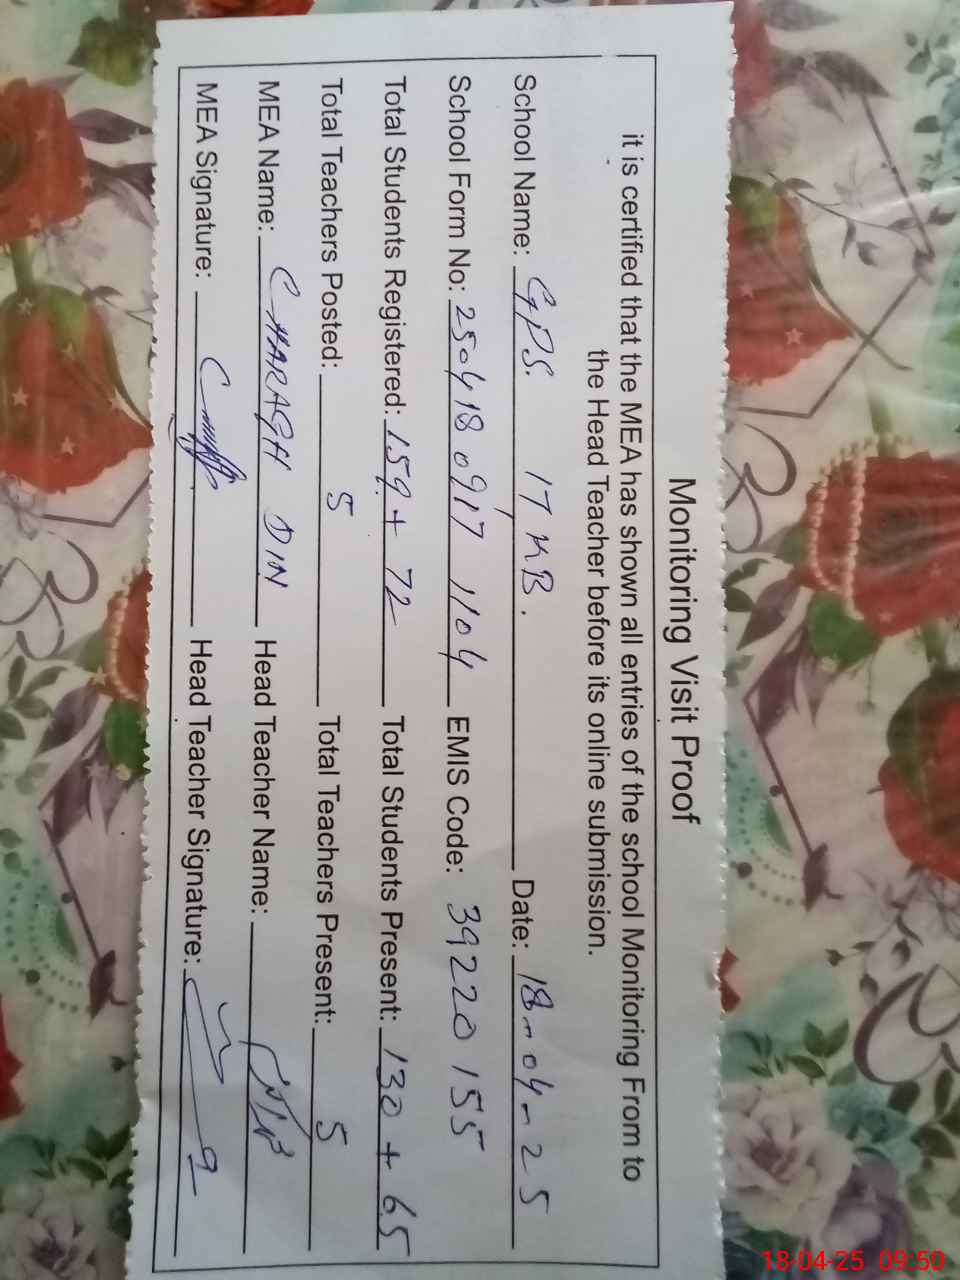 Monitoring Visit Proof
it is certified that the MEA has shown all entries of the school Monitoring From to
the Head Teacher before its online submission.
School Name: GPS. 17 KB. Date: 18-04-25
School Form No: 250418 0917 1104 EMIS Code: 39220155
Total Students Registered: 159+ 72 Total Students Present: 130 + 65
Total Teachers Posted: 5 Total Teachers Present: 5
MEA Name: CHARAGH DIN Head Teacher Name:
MEA Signature: Head Teacher Signature:
18-04-25 09:50